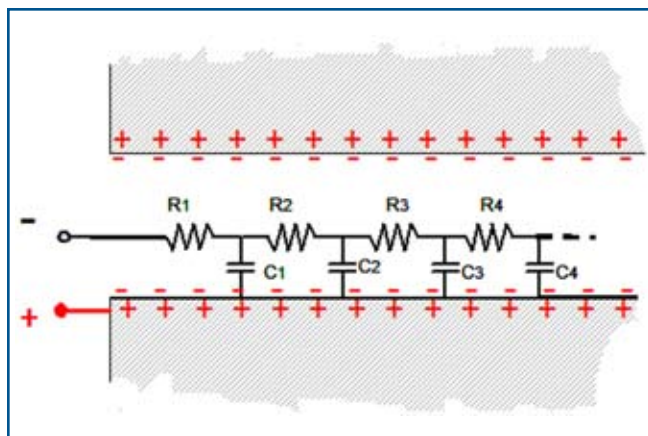 + + + + + + + + + + + + + +
- - - - - - - - - - - - - -
R1 R2 R3 R4
-
C1 C2 C3 C4
- - - - - - - - - - - - -
+
+ + + + + + + + + + + + +